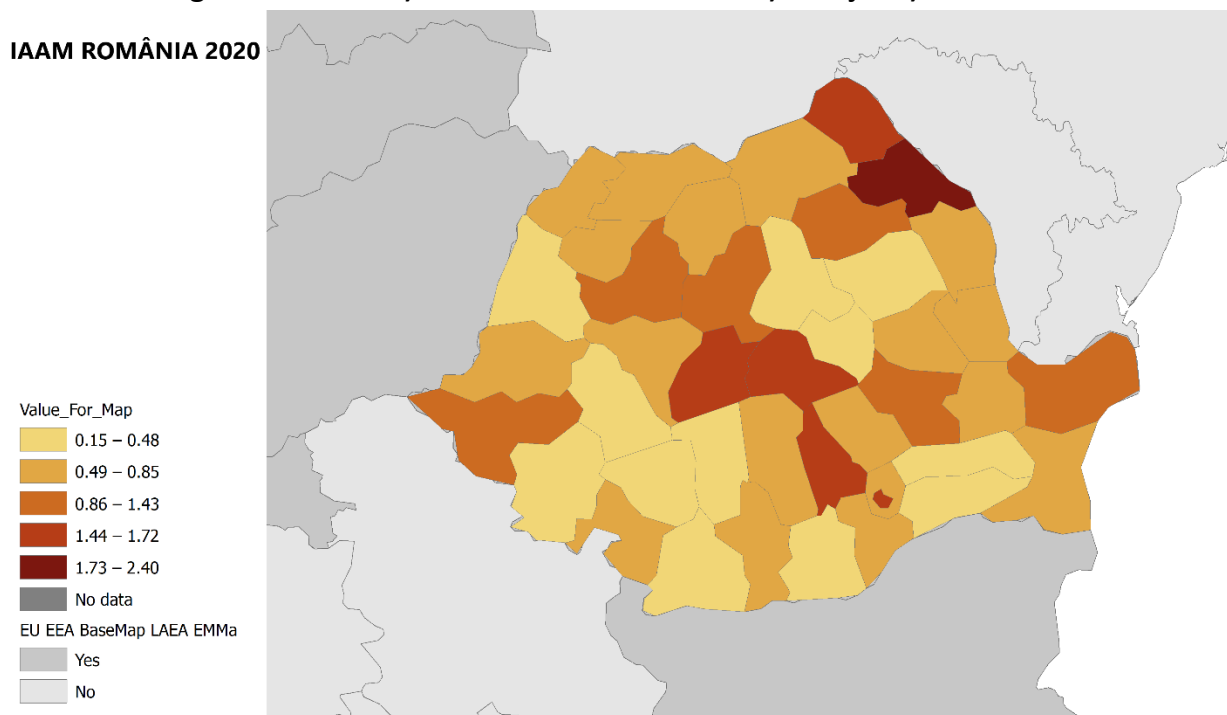 IAAM ROMÂNIA 2020
Value_For_Map
0.15 – 0.48
0.49 – 0.85
0.86 – 1.43
1.44 – 1.72
1.73 – 2.40
No data
EU EEA BaseMap LAEA EMMa
Yes
No